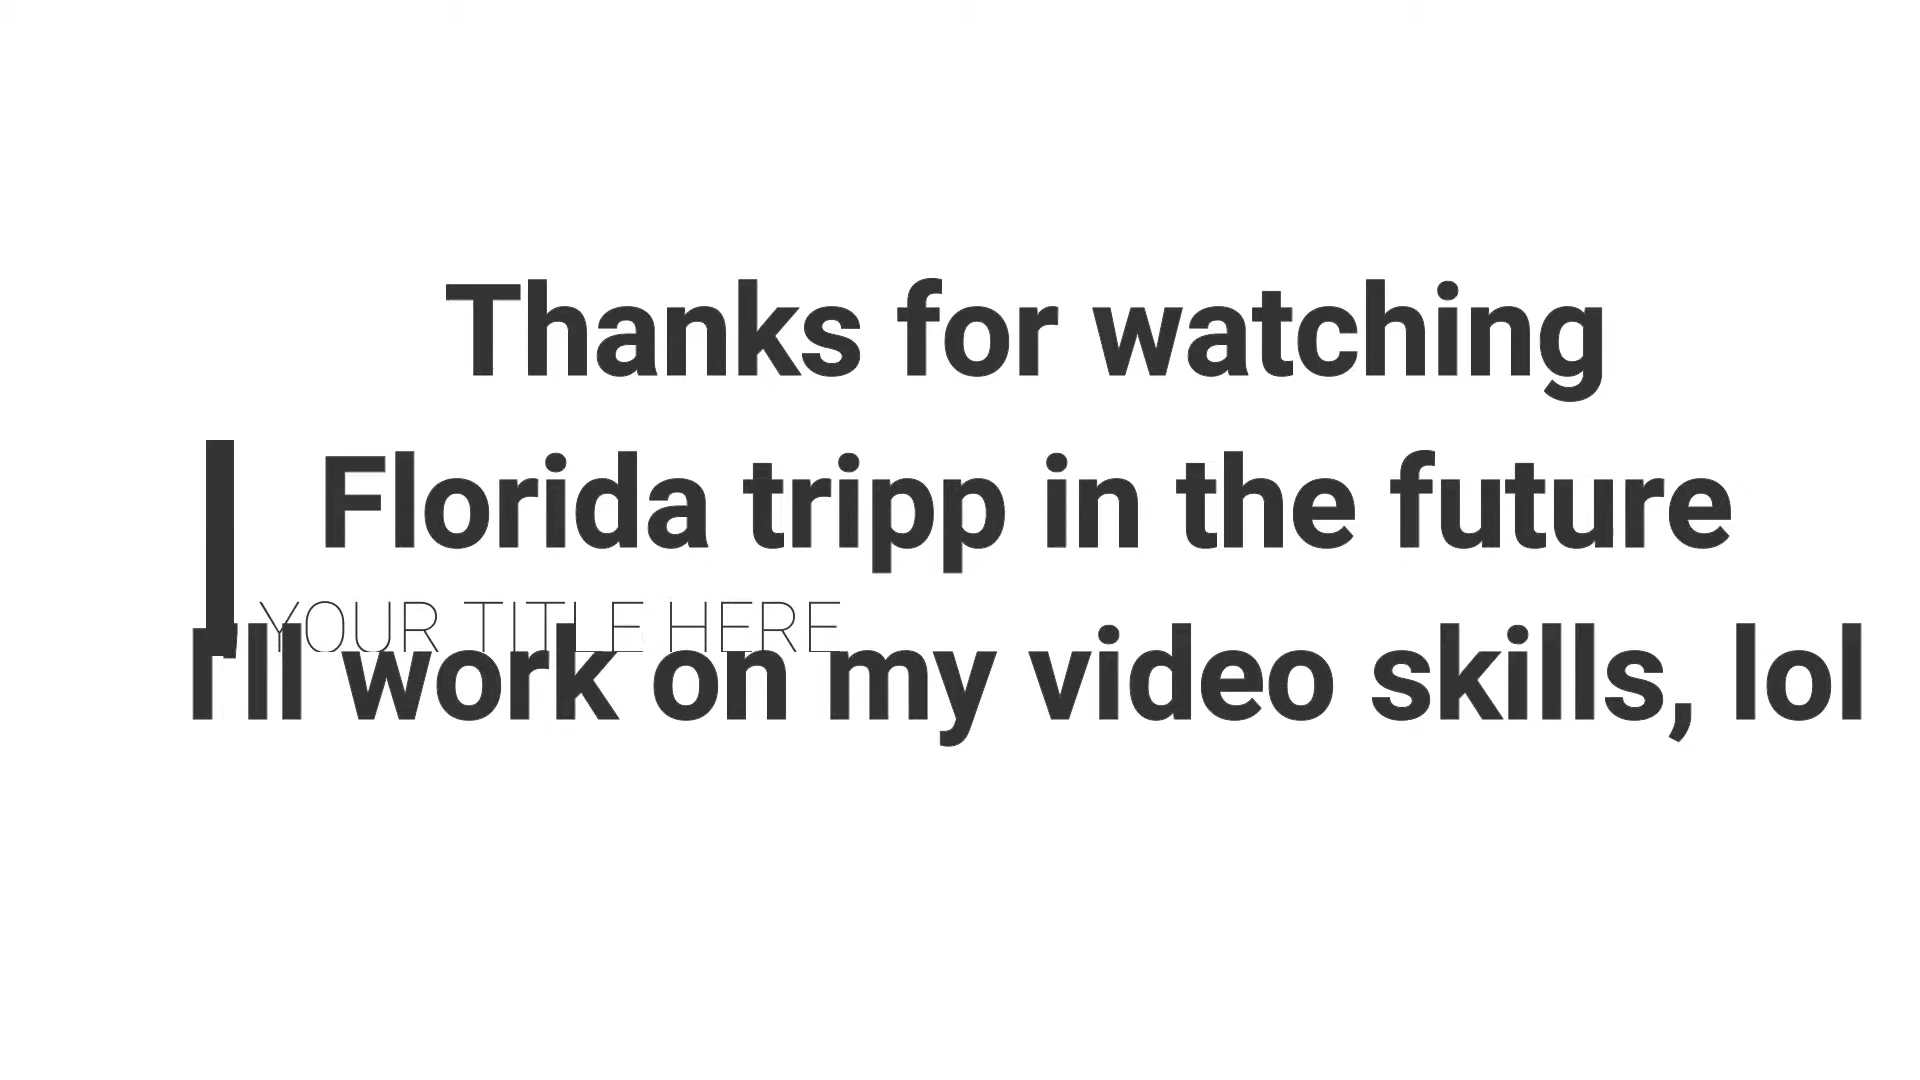 Thanks for watching
Florida tripp in the future
YOUR TITLE HERE
I'll work on my video skills, lol